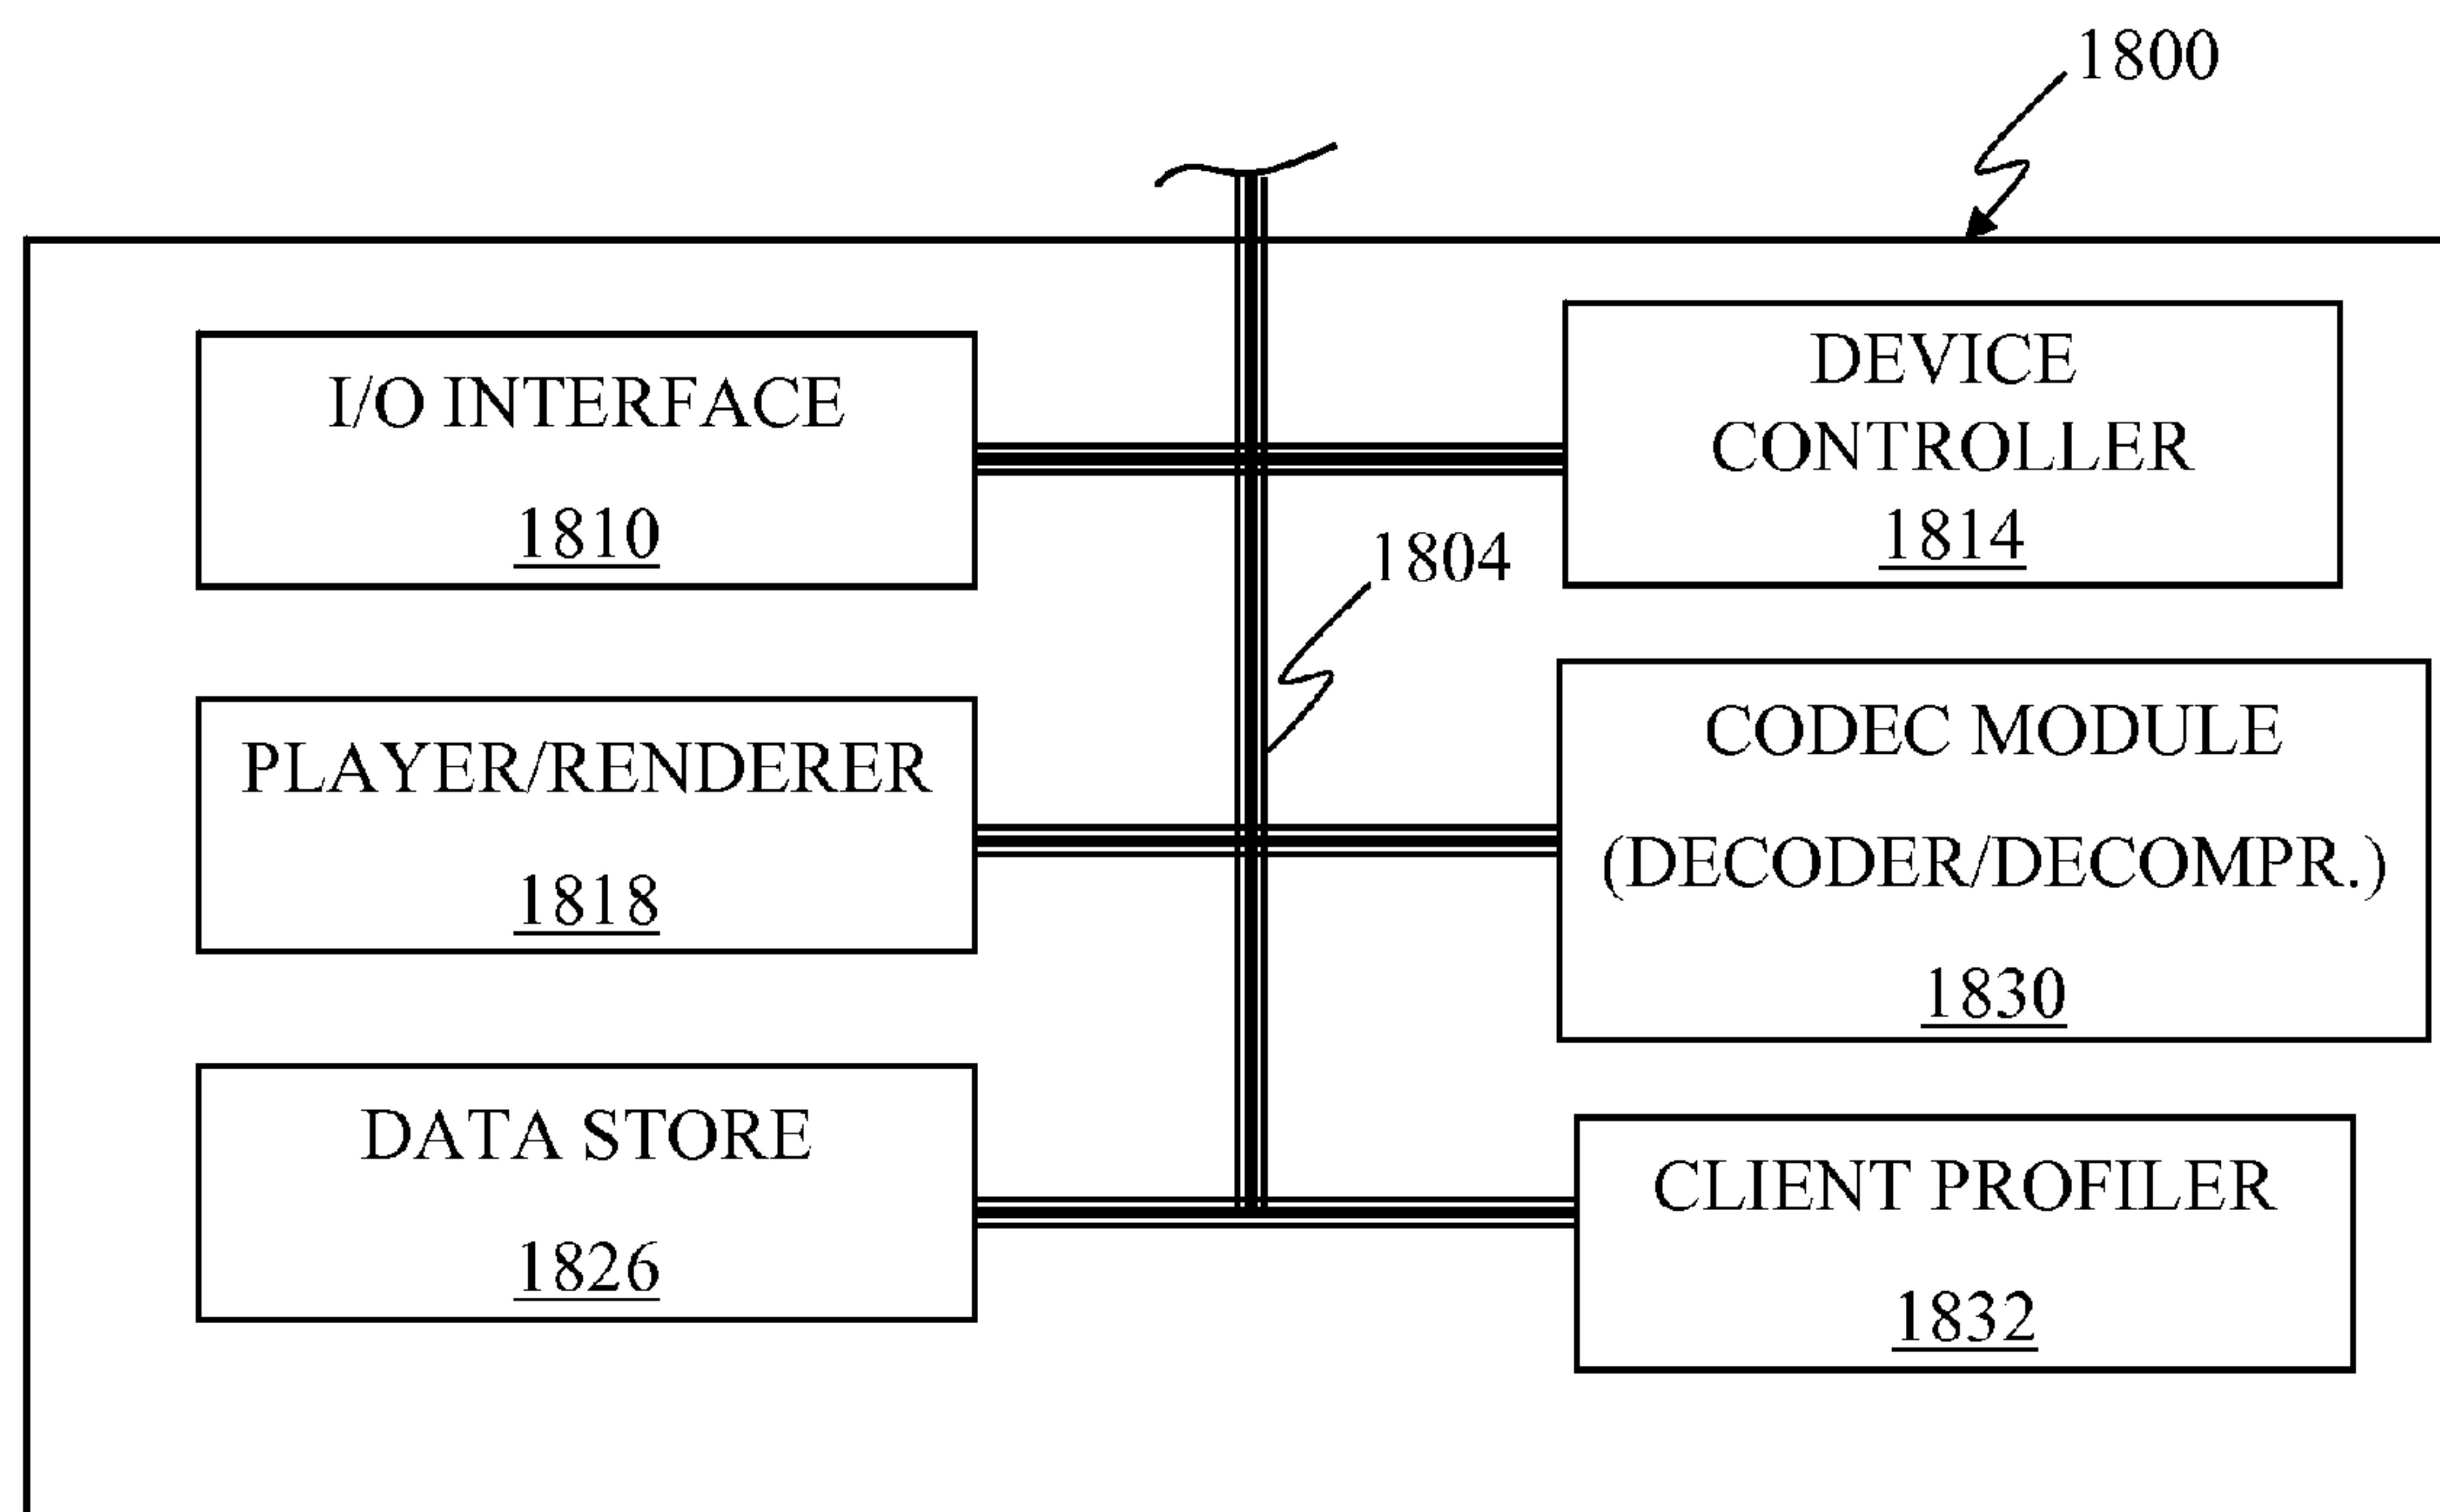 1800
I/O INTERFACE
1810
DEVICE
CONTROLLER
1814
1804
PLAYER/RENDERER
1818
CODEC MODULE
(DECODER/DECOMPR.)
1830
DATA STORE
1826
CLIENT PROFILER
1832